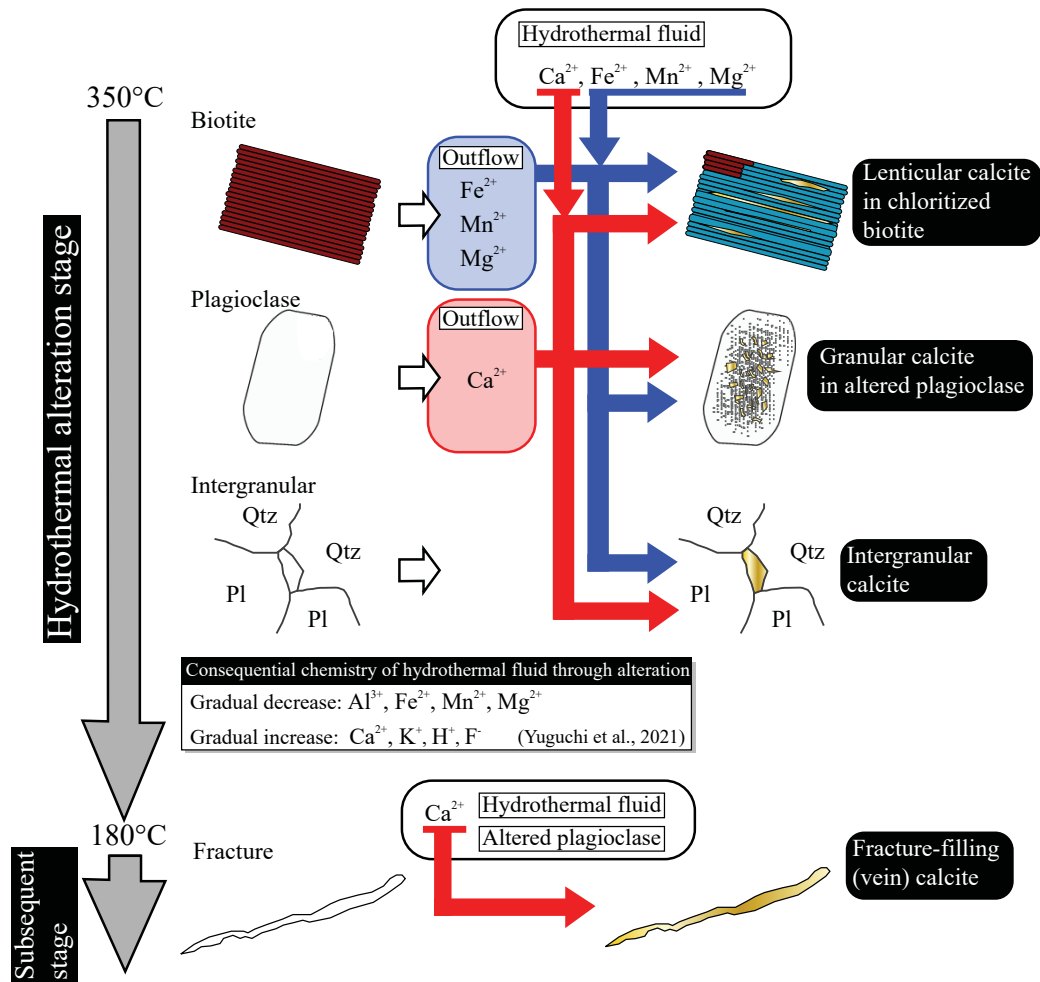 Hydrothermal fluid
Ca²⁺, Fe²⁺ , Mn²⁺ , Mg²⁺
350°C
Hydrothermal alteration stage
Biotite
Outflow
Fe²⁺
Mn²⁺
Mg²⁺
Lenticular calcite
in chloritized
biotite
Plagioclase
Outflow
Ca²⁺
Granular calcite
in altered plagioclase
Intergranular
Qtz
Qtz
Pl
Pl
Qtz
Qtz
Pl
Pl
Intergranular
calcite
Consequential chemistry of hydrothermal fluid through alteration
Gradual decrease: Al³⁺, Fe²⁺, Mn²⁺, Mg²⁺
Gradual increase: Ca²⁺, K⁺, H⁺, F⁻ (Yuguchi et al., 2021)
180°C
Subsequent
stage
Fracture
Ca²⁺
Hydrothermal fluid
Altered plagioclase
Fracture-filling
(vein) calcite